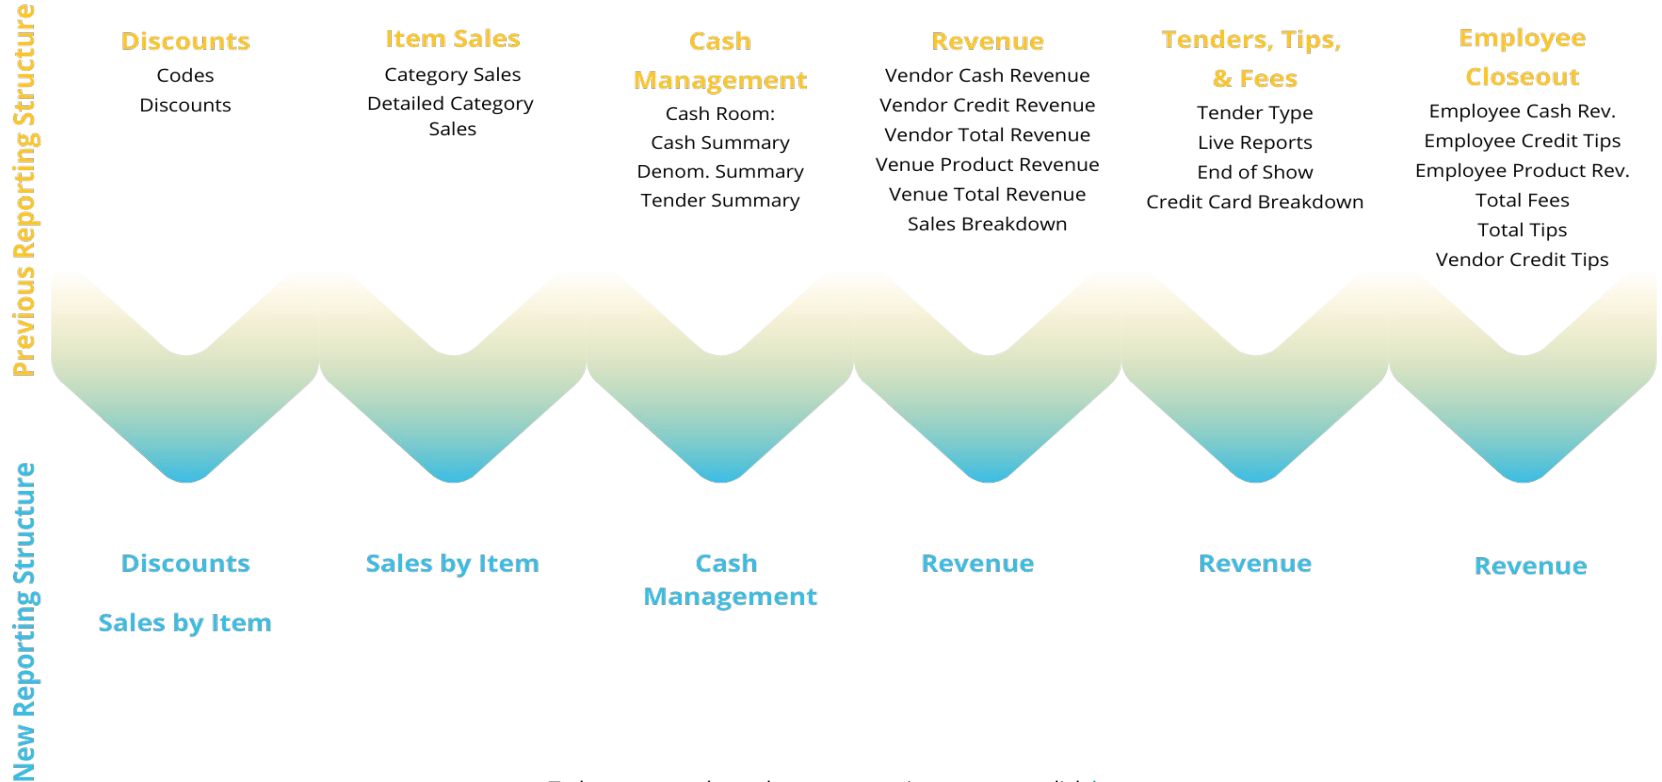 Previous Reporting Structure
Discounts
Codes
Discounts
Item Sales
Category Sales
Detailed Category
Sales
Cash
Management
Cash Room:
Cash Summary
Denom. Summary
Tender Summary
Revenue
Vendor Cash Revenue
Vendor Credit Revenue
Vendor Total Revenue
Venue Product Revenue
Venue Total Revenue
Sales Breakdown
Tenders, Tips,
& Fees
Tender Type
Live Reports
End of Show
Credit Card Breakdown
Employee
Closeout
Employee Cash Rev.
Employee Credit Tips
Employee Product Rev.
Total Fees
Total Tips
Vendor Credit Tips
New Reporting Structure
Discounts
Sales by Item
Sales by Item
Cash
Management
Revenue
Revenue
Revenue